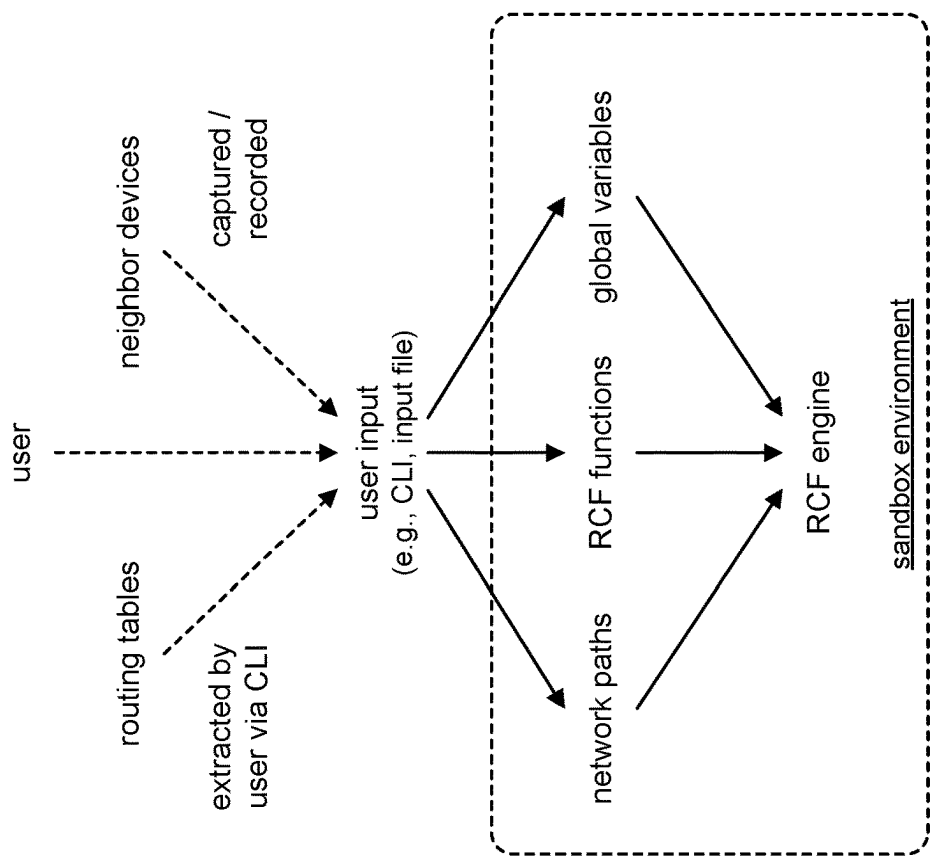 user
routing tables
neighbor devices
extracted by
user via CLI
captured /
recorded
user input
(e.g., CLI, input file)
network paths
RCF functions
global variables
RCF engine
sandbox environment